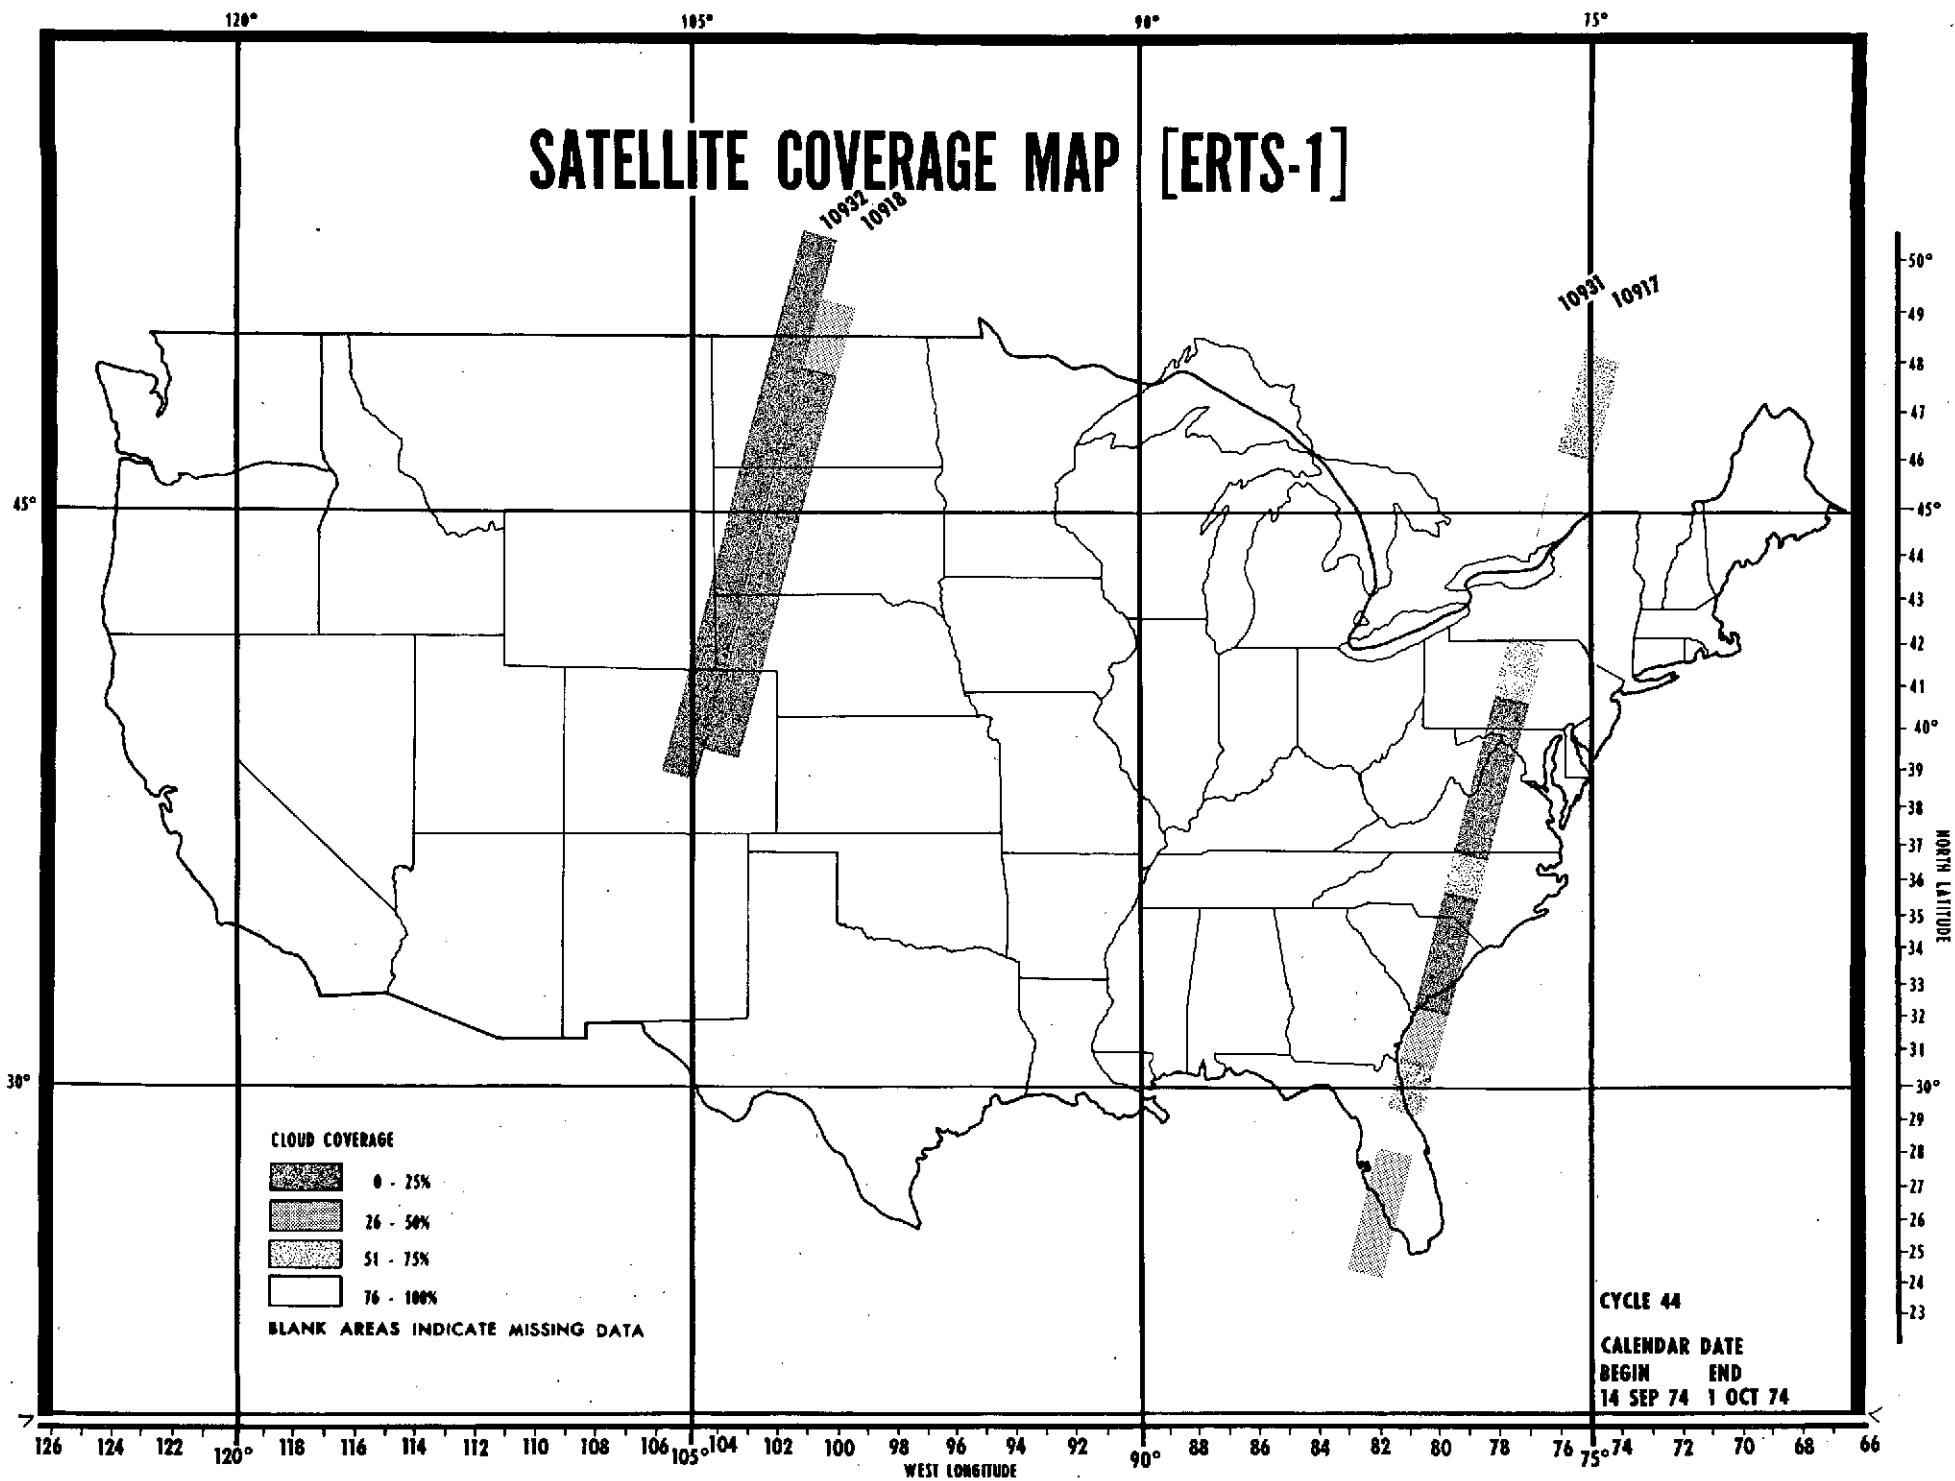 120° 105° 90° 75°
SATELLITE COVERAGE MAP [ERTS-1]
10932
10918
10931
10917
50°
49
48
47
46
45°
44
43
42
41
40°
39
38
37
36
35
34
33
32
31
30°
29
28
27
26
25
24
23
NORTH LATITUDE
45°
30°
CLOUD COVERAGE
0 - 25%
26 - 50%
51 - 75%
76 - 100%
BLANK AREAS INDICATE MISSING DATA
CYCLE 44
CALENDAR DATE
BEGIN END
14 SEP 74 1 OCT 74
126 124 122 120° 118 116 114 112 110 108 106 105° 104 102 100 98 96 94 92 90° 88 86 84 82 80 78 76 75° 74 72 70 68 66
WEST LONGITUDE